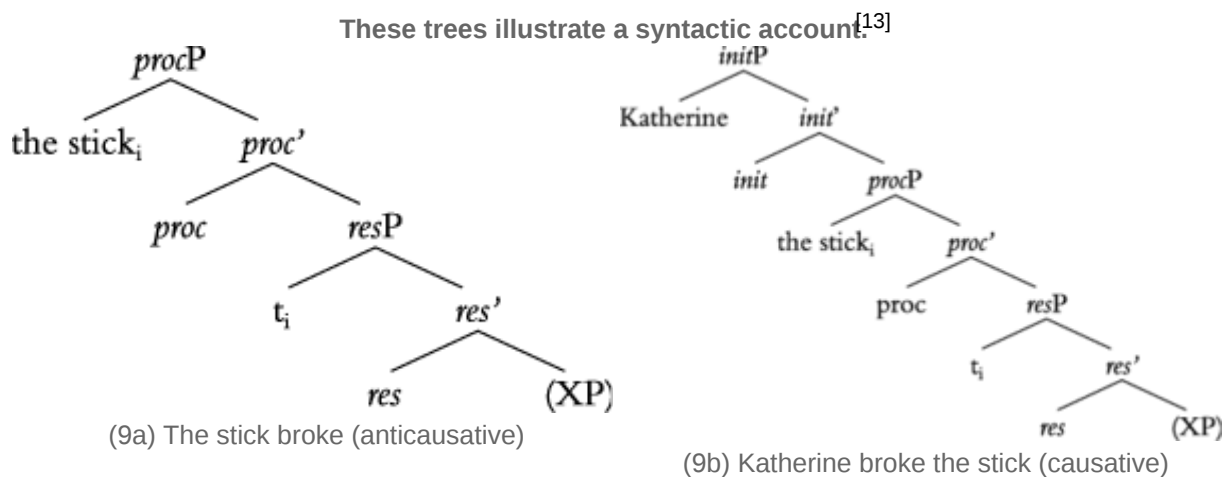 These trees illustrate a syntactic account.[13]
procP
the stick_i
proc'
proc
resP
t_i
res'
res
(XP)
(9a) The stick broke (anticausative)
initP
Katherine
init'
init
procP
the stick_i
proc'
proc
resP
t_i
res'
res
(XP)
(9b) Katherine broke the stick (causative)